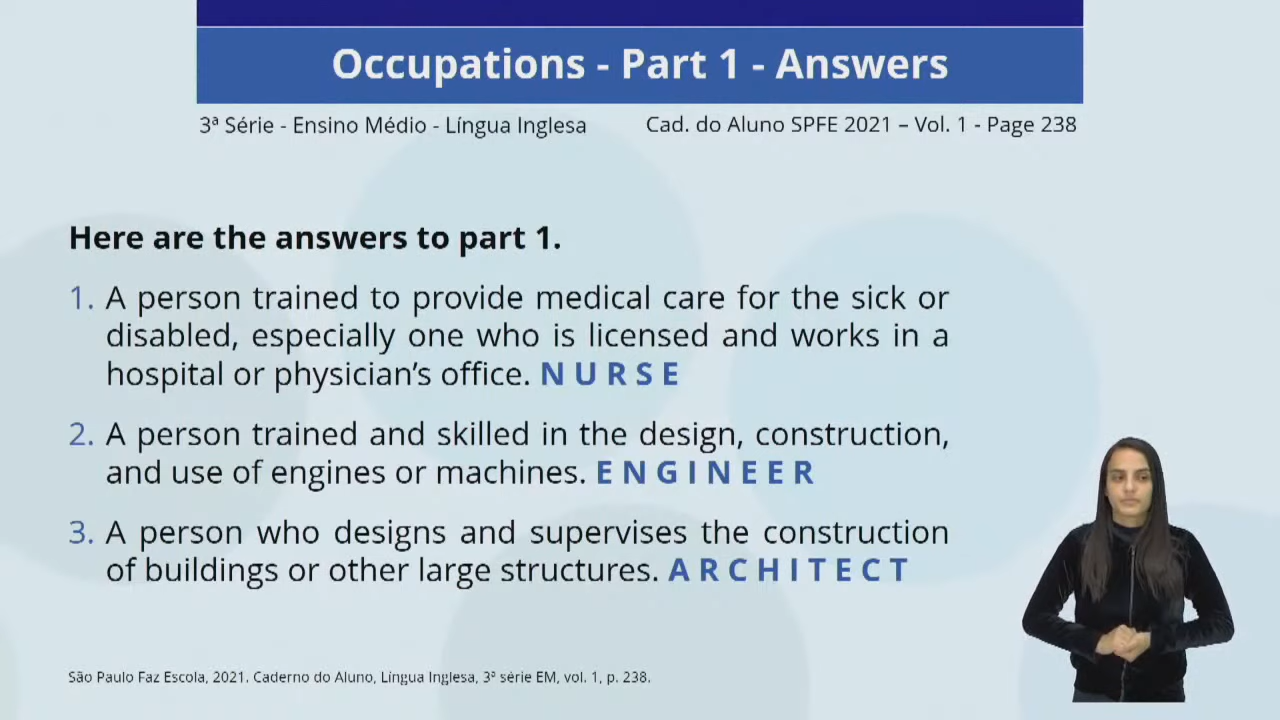 Occupations - Part 1 - Answers
3ª Série - Ensino Médio - Língua Inglesa Cad. do Aluno SPFE 2021 – Vol. 1 - Page 238
Here are the answers to part 1.
1. A person trained to provide medical care for the sick or
disabled, especially one who is licensed and works in a
hospital or physician’s office. N U R S E
2. A person trained and skilled in the design, construction,
and use of engines or machines. E N G I N E E R
3. A person who designs and supervises the construction
of buildings or other large structures. A R C H I T E C T
São Paulo Faz Escola, 2021. Caderno do Aluno, Língua Inglesa, 3ª série EM, vol. 1, p. 238.